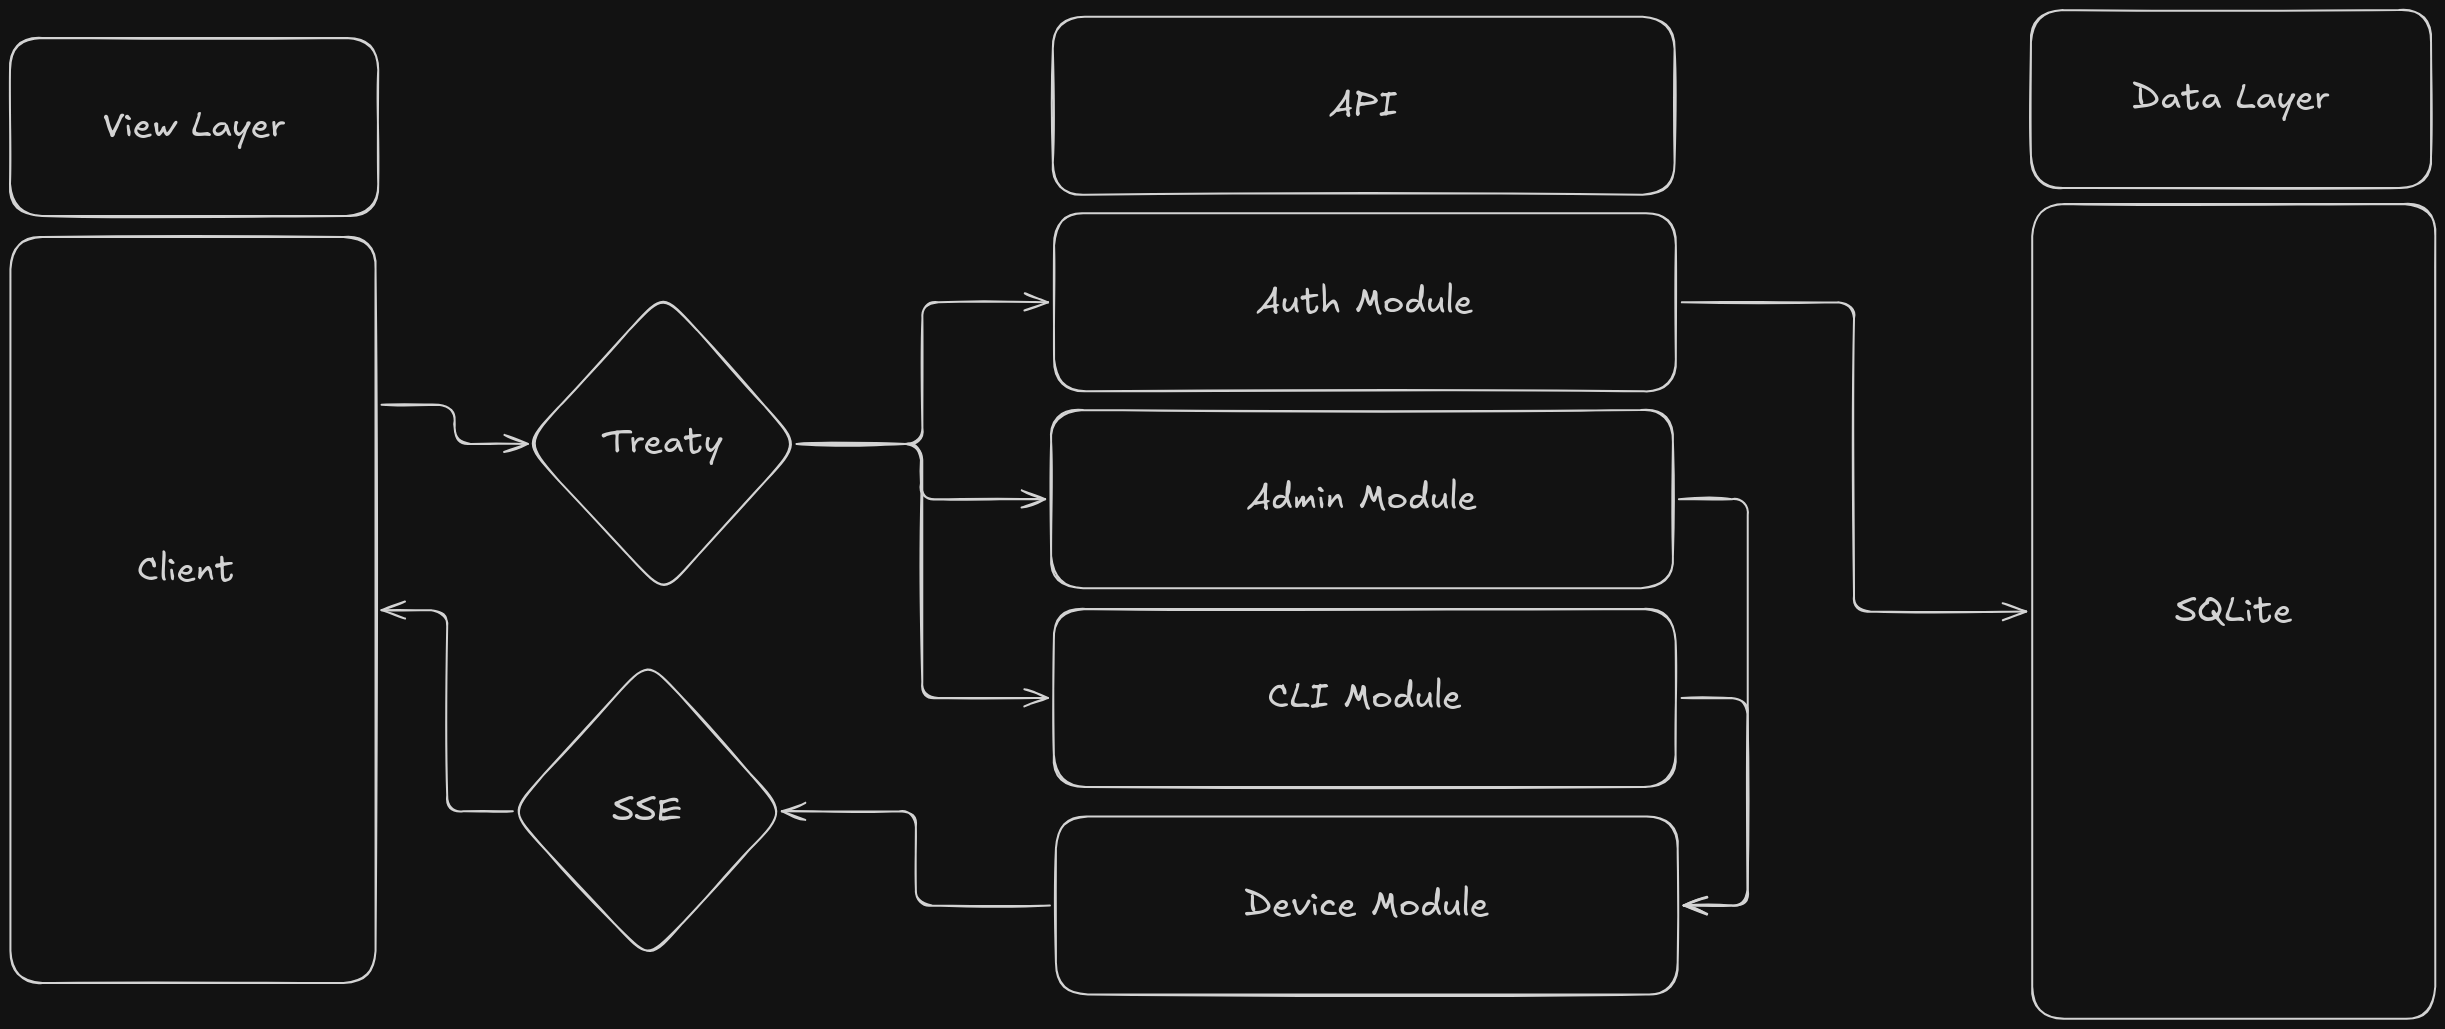 View Layer
API
Data Layer
Client
Treaty
SSE
Auth Module
Admin Module
CLI Module
Device Module
SQLite